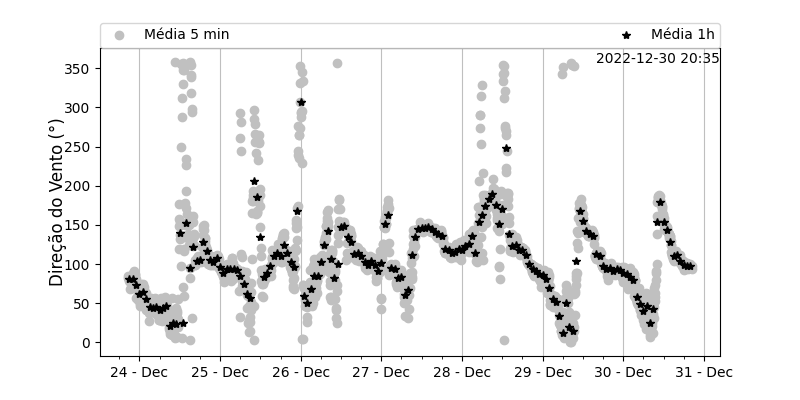 Média 5 min
Média 1h
2022-12-30 20:35
Direção do Vento (°)
350
300
250
200
150
100
50
0
24 - Dec
25 - Dec
26 - Dec
27 - Dec
28 - Dec
29 - Dec
30 - Dec
31 - Dec